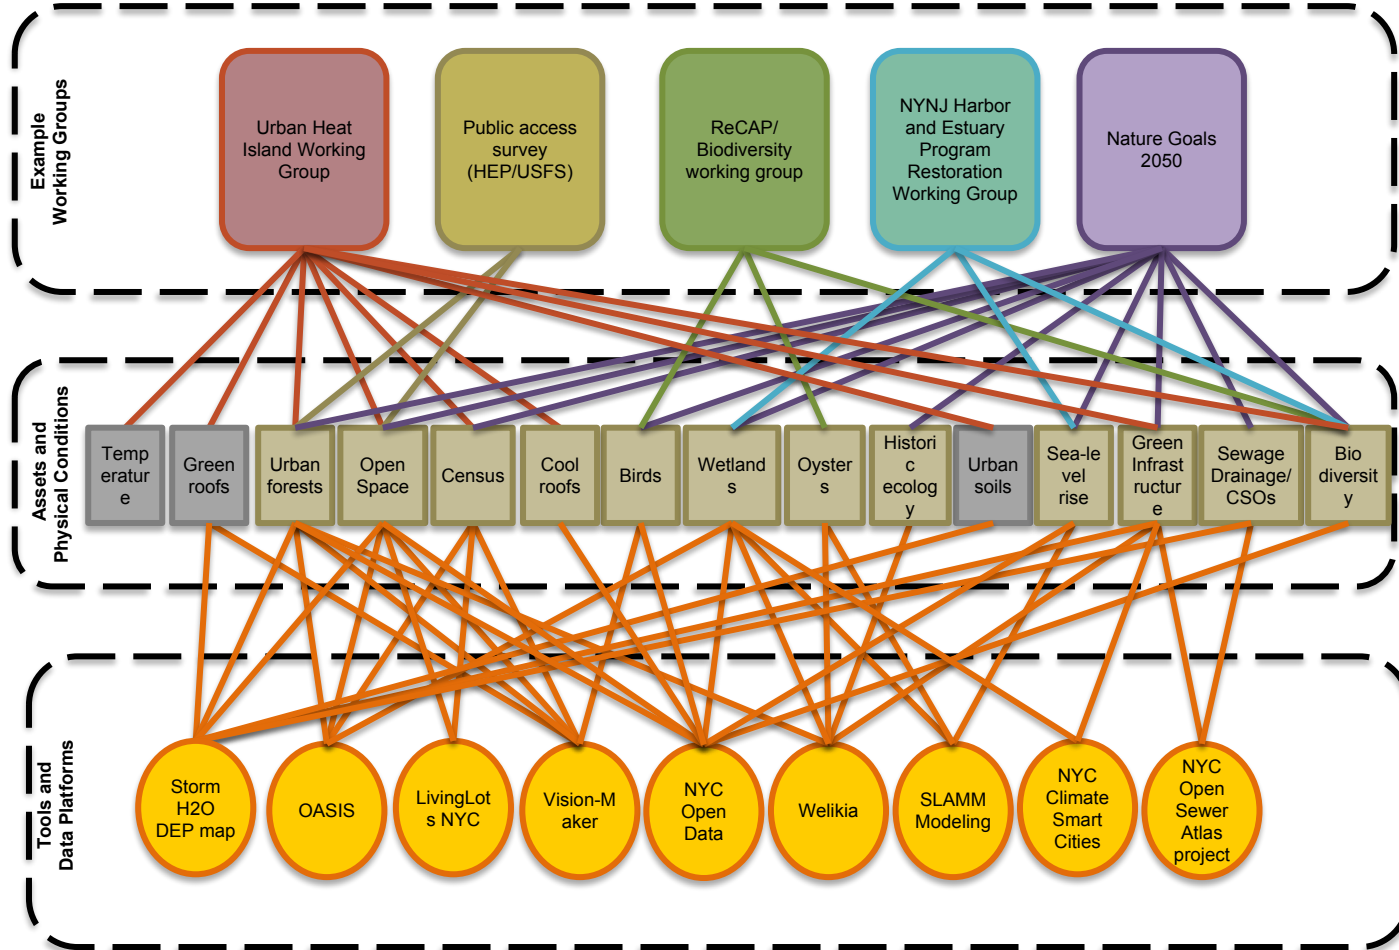 Example
Working Groups
Urban Heat
Island Working
Group
Public access
survey
(HEP/USFS)
ReCAP/
Biodiversity
working group
NYNJ Harbor
and Estuary
Program
Restoration
Working Group
Nature Goals
2050
Assets and
Physical Conditions
Temp
eratur
e
Green
roofs
Urban
forests
Open
Space
Census
Cool
roofs
Birds
Wetland
s
Oyster
s
Histori
c
ecolog
y
Urban
soils
Sea-le
vel
rise
Green
Infrast
ructur
e
Sewage
Drainage/
CSOs
Bio
diversit
y
Tools and
Data Platforms
Storm
H2O
DEP map
OASIS
LivingLot
s NYC
Vision-M
aker
NYC
Open
Data
Welikia
SLAMM
Modeling
NYC
Climate
Smart
Cities
NYC
Open
Sewer
Atlas
project